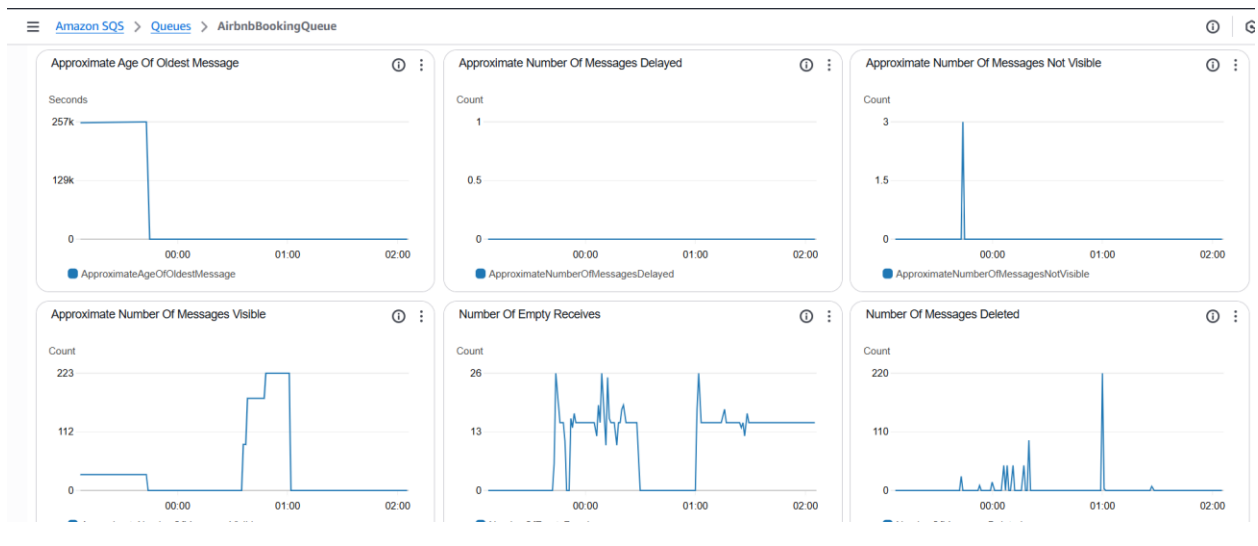 Amazon SQS > Queues > AirbnbBookingQueue
Approximate Age Of Oldest Message
Seconds
257k
129k
0
00:00 01:00 02:00
ApproximateAgeOfOldestMessage
Approximate Number Of Messages Delayed
Count
1
0.5
0
00:00 01:00 02:00
ApproximateNumberOfMessagesDelayed
Approximate Number Of Messages Not Visible
Count
3
1.5
0
00:00 01:00 02:00
ApproximateNumberOfMessagesNotVisible
Approximate Number Of Messages Visible
Count
223
112
0
00:00 01:00 02:00
Number Of Empty Receives
Count
26
13
0
00:00 01:00 02:00
Number Of Messages Deleted
Count
220
110
0
00:00 01:00 02:00